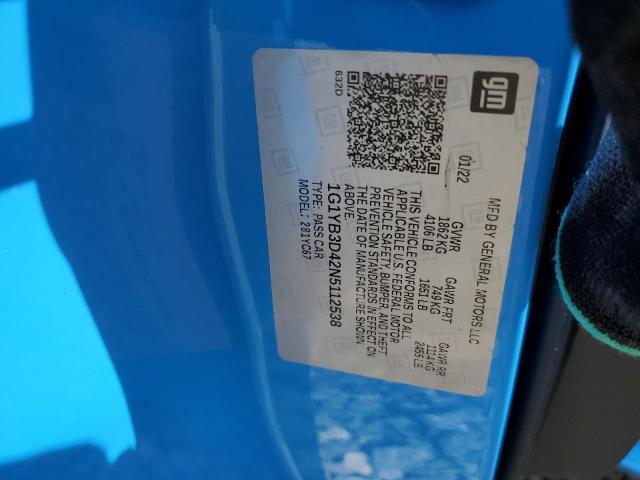 gm
MFD BY GENERAL MOTORS LLC
01/22
GVWR GAWR FRT GAWR RR
1862 KG 749 KG 1114 KG
4106 LB 1651 LB 2455 LB
THIS VEHICLE CONFORMS TO ALL
APPLICABLE U.S. FEDERAL MOTOR
VEHICLE SAFETY, BUMPER, AND THEFT
PREVENTION STANDARDS IN EFFECT ON
THE DATE OF MANUFACTURE SHOWN
ABOVE.
1G1YB3D42N5112538
TYPE: PASS CAR
MODEL: 281YC67
632D